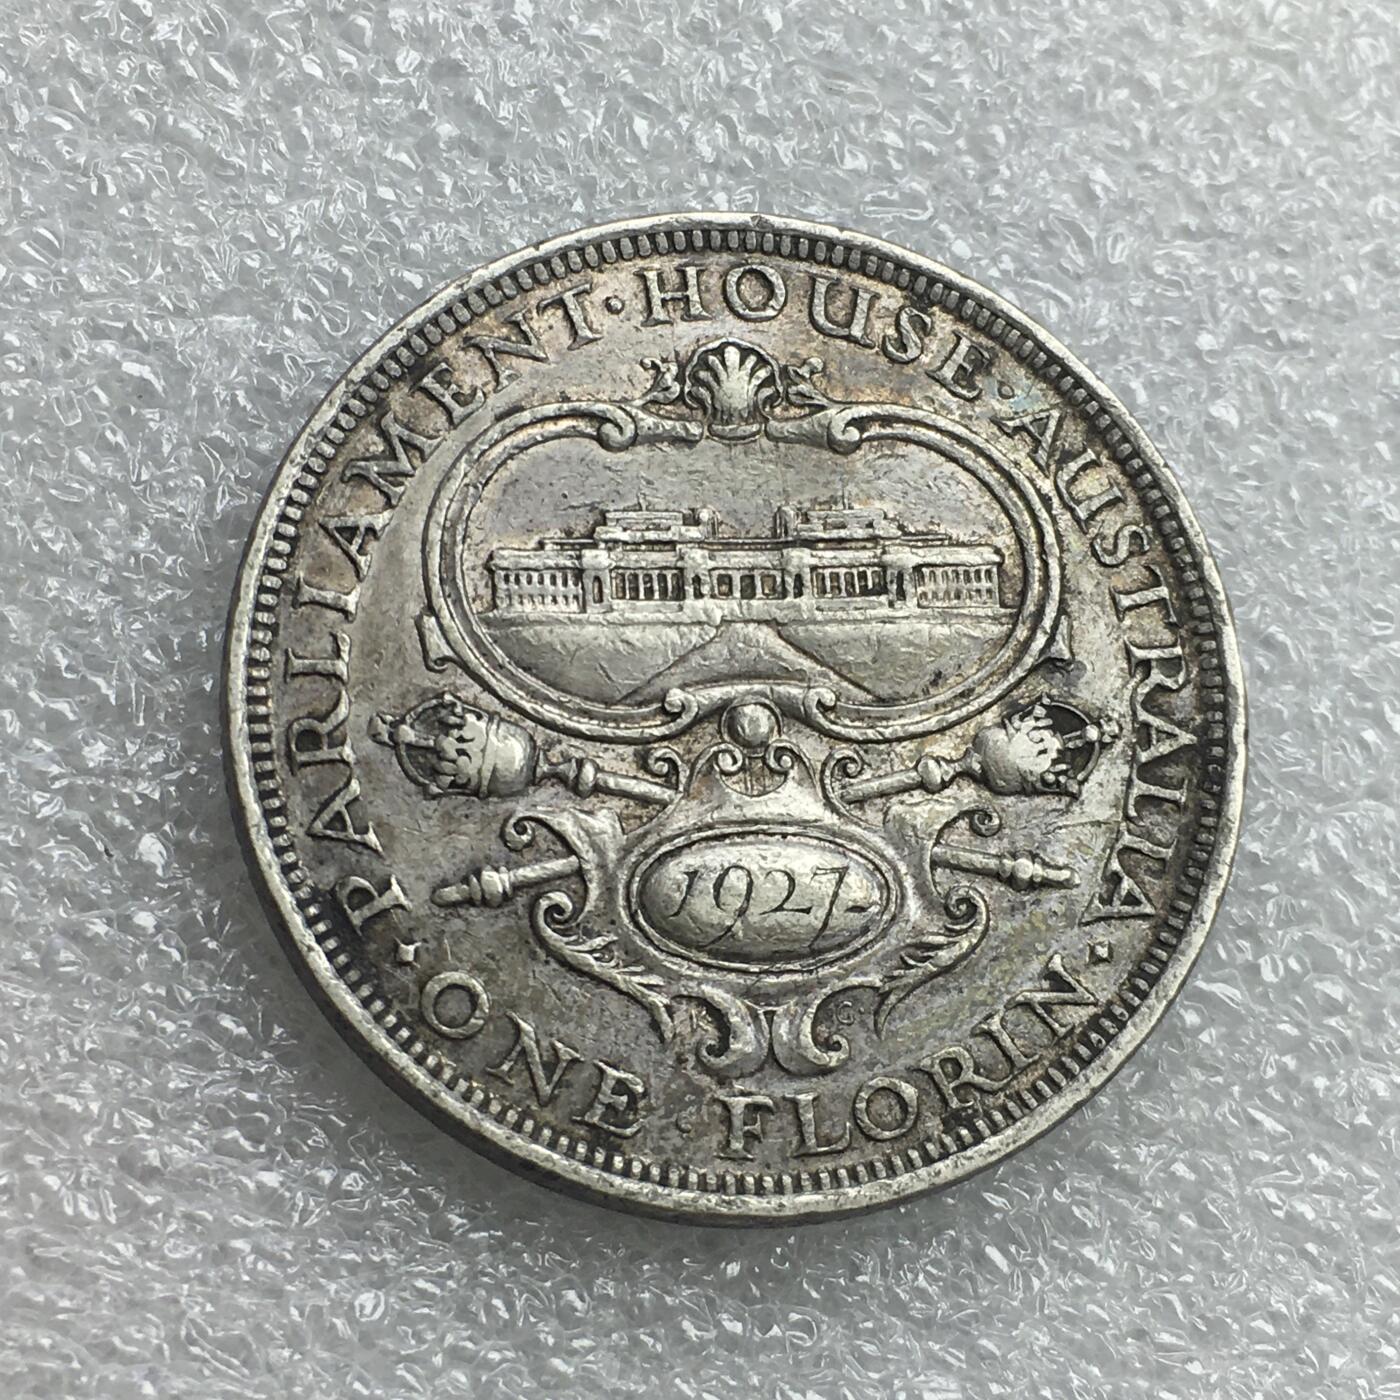 PARLIAMENT · HOUSE · AUSTRALIA
1927
· ONE · FLORIN ·